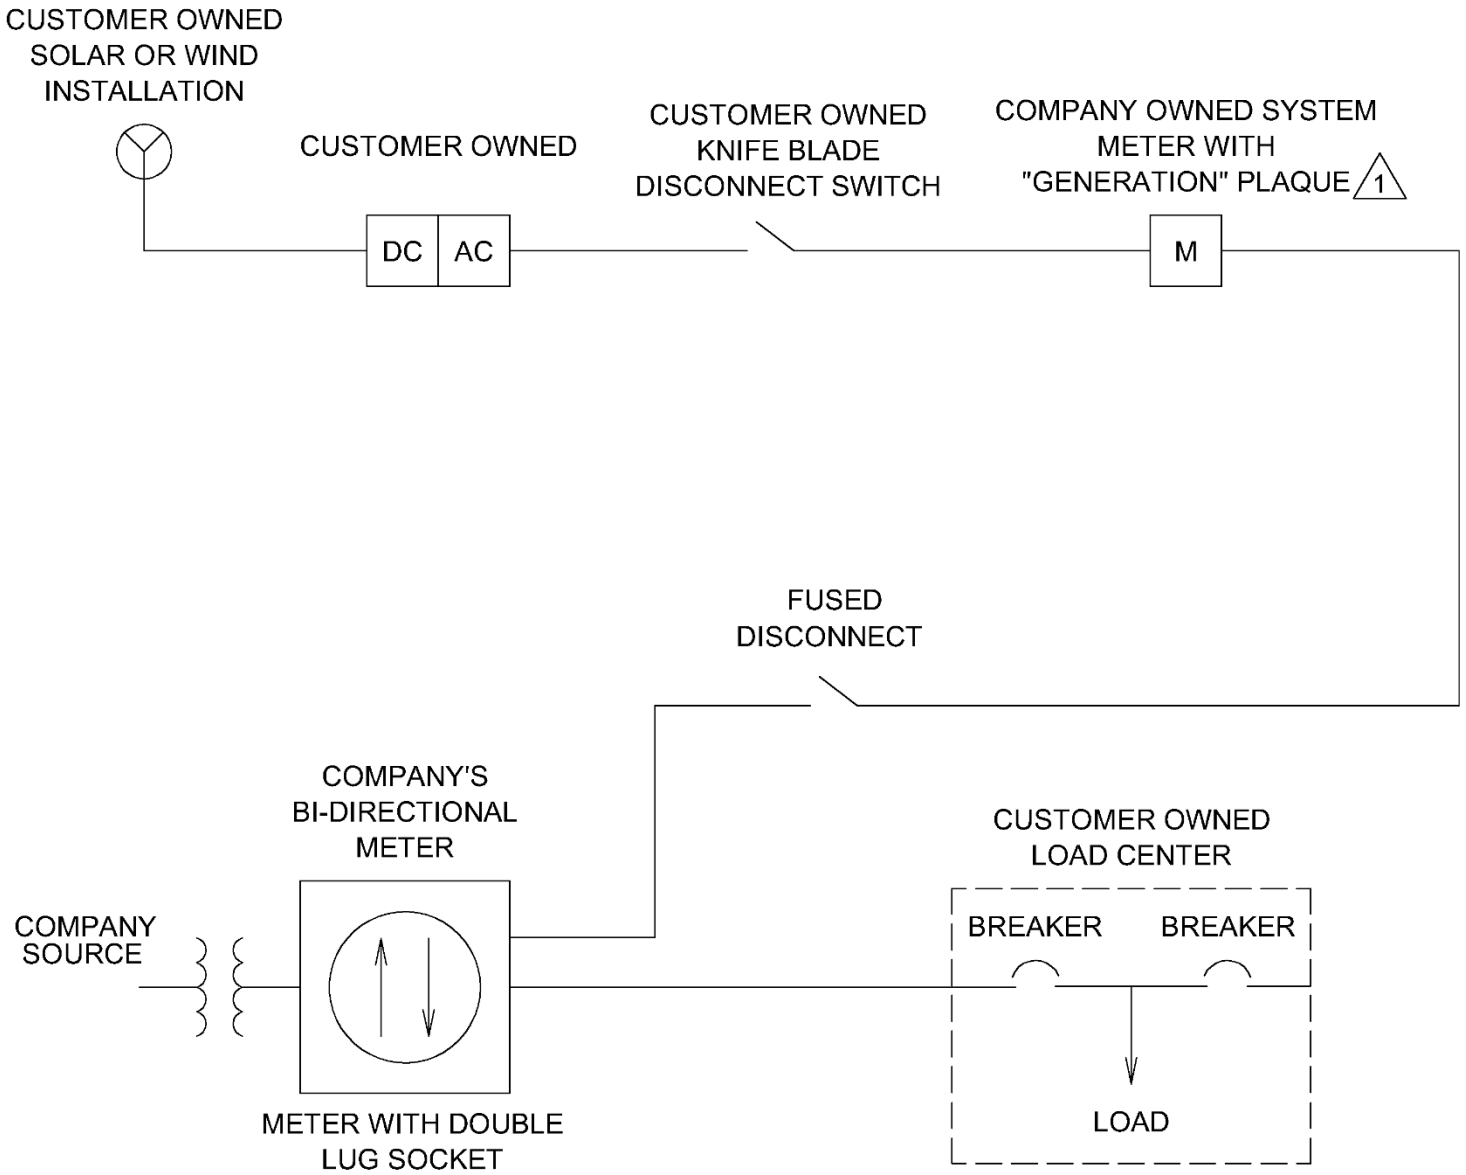 CUSTOMER OWNED
SOLAR OR WIND
INSTALLATION
CUSTOMER OWNED
DC
AC
CUSTOMER OWNED
KNIFE BLADE
DISCONNECT SWITCH
COMPANY OWNED SYSTEM
METER WITH
"GENERATION" PLAQUE
1
M
FUSED
DISCONNECT
COMPANY'S
BI-DIRECTIONAL
METER
COMPANY
SOURCE
METER WITH DOUBLE
LUG SOCKET
CUSTOMER OWNED
LOAD CENTER
BREAKER
BREAKER
LOAD